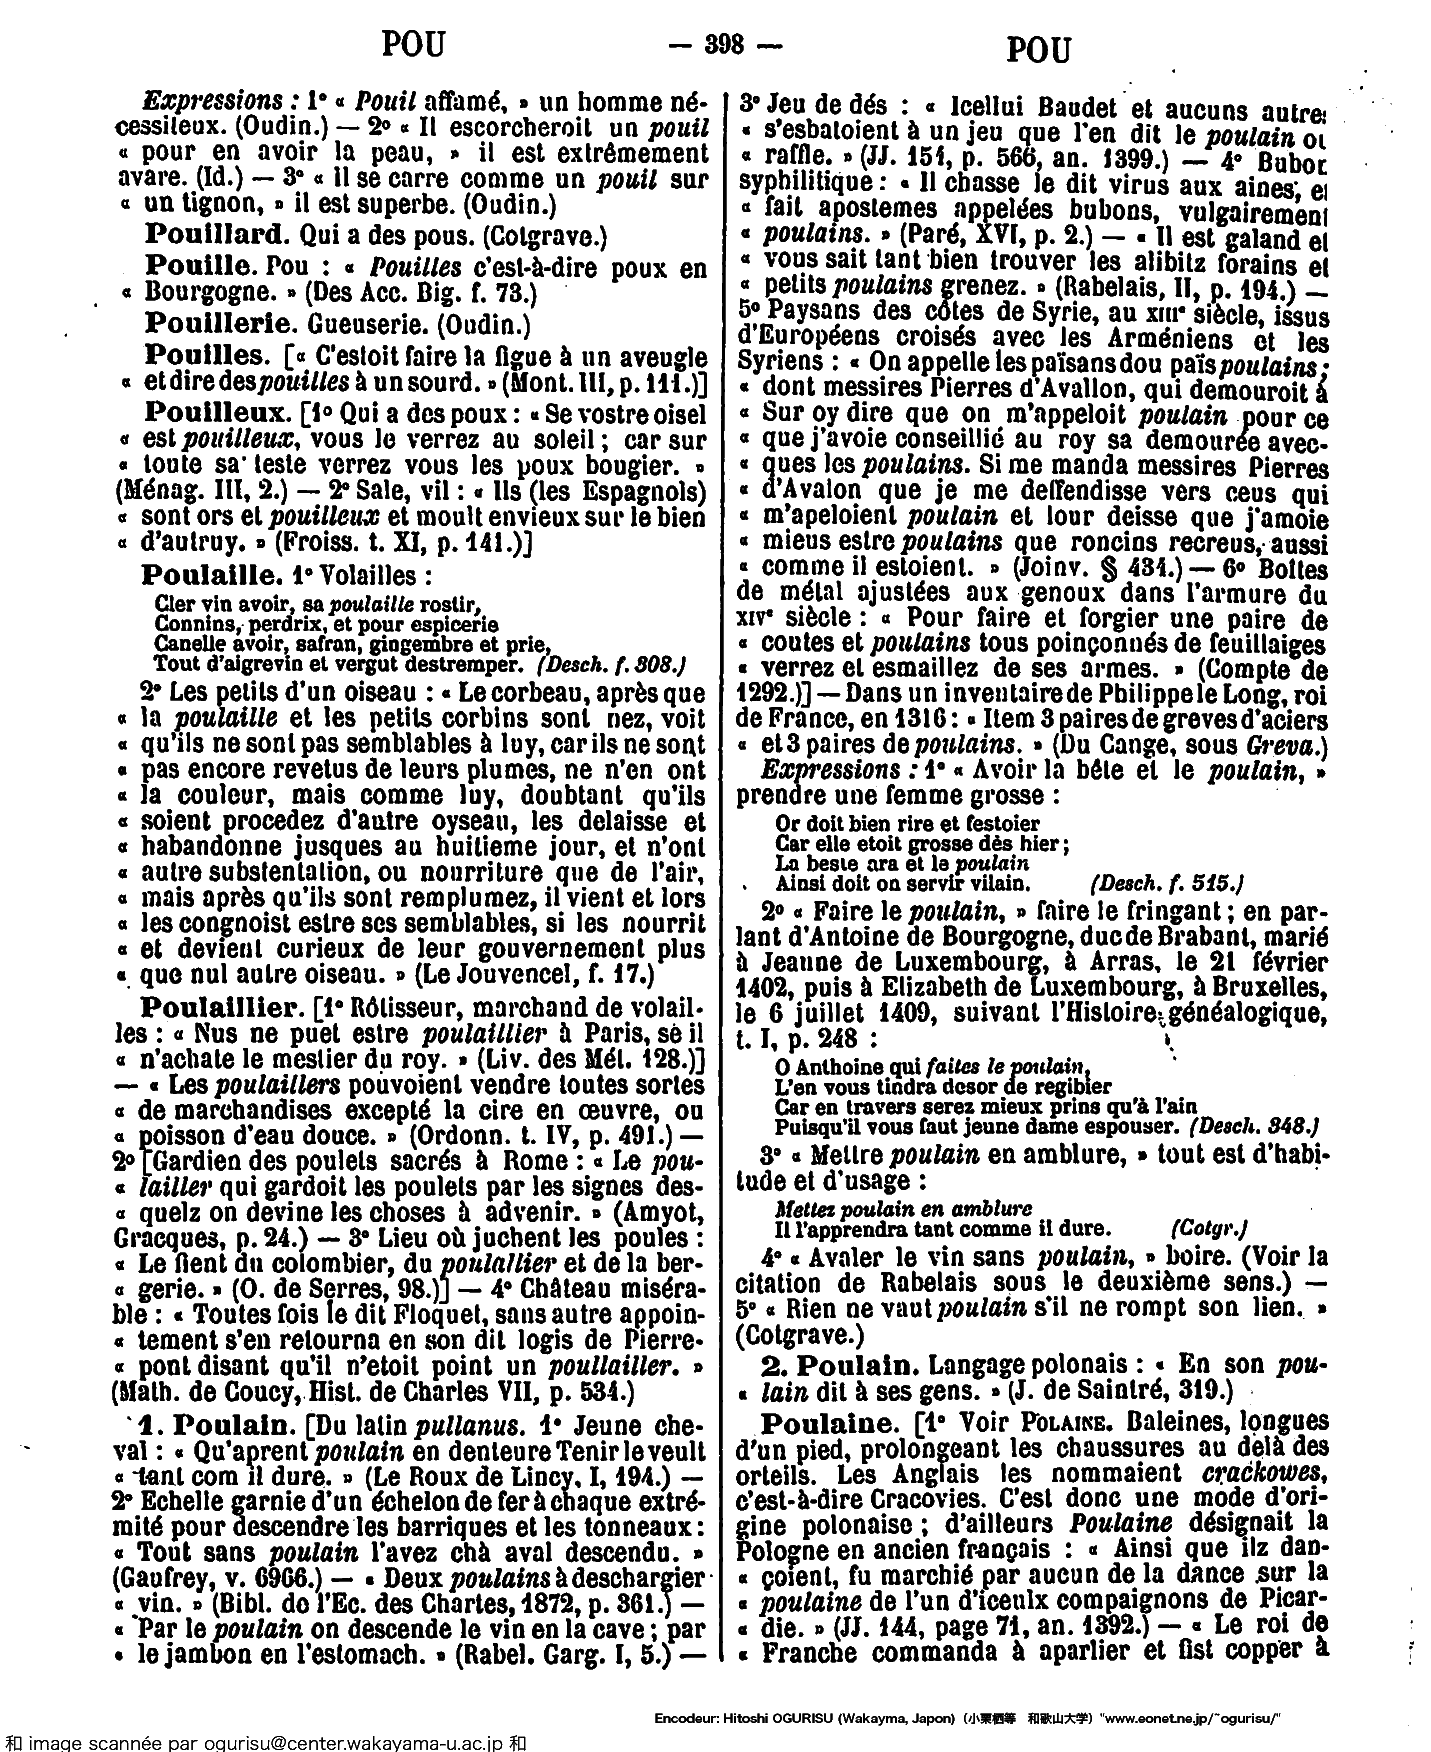 POU — 398 — POU
Expressions : 1° « Pouil affamé, » un homme né-
cessiteux. (Oudin.) — 2° « Il escorcheroit un pouil
« pour en avoir la peau, » il est extrêmement
avare. (Id.) — 3° « il se carre comme un pouil sur
« un tignon, » il est superbe. (Oudin.)
Pouillard. Qui a des pous. (Cotgrave.)
Pouille. Pou : « Pouilles c'est-à-dire poux en
« Bourgogne. » (Des Acc. Big. f. 73.)
Pouillerie. Gueuserie. (Oudin.)
Pouilles. [« C'estoit faire la figue à un aveugle
« et dire des pouilles à un sourd. » (Mont. III, p. 111.)]
Pouilleux. [1° Qui a des poux : « Se vostre oisel
« est pouilleux, vous le verrez au soleil ; car sur
« toute sa teste verrez vous les poux bougier. »
(Ménag. III, 2.) — 2° Sale, vil : « Ils (les Espagnols)
« sont ors et pouilleux et moult envieux sur le bien
« d'autruy. » (Froiss. t. XI, p. 141.)]
Poulaille. 1° Volailles :
Cler vin avoir, sa poulaille rostir,
Connins, perdrix, et pour espicerie
Canelle avoir, safran, gingembre et prie,
Tout d'aigrevin et vergut destremper. (Desch. f. 308.)
2° Les petits d'un oiseau : « Le corbeau, après que
« la poulaille et les petits corbins sont nez, voit
« qu'ils ne sont pas semblables à luy, car ils ne sont
« pas encore revetus de leurs plumes, ne n'en ont
« la couleur, mais comme luy, doubtant qu'ils
« soient procedez d'autre oyseau, les delaisse et
« habandonne jusques au huitieme jour, et n'ont
« autre substentation, ou nourriture que de l'air,
« mais après qu'ils sont remplumez, il vient et lors
« les congnoist estre ses semblables, si les nourrit
« et devient curieux de leur gouvernement plus
« que nul autre oiseau. » (Le Jouvencel, f. 17.)
Poulaillier. [1° Rôtisseur, marchand de volail-
les : « Nus ne puet estre poulaillier à Paris, se il
« n'achate le mestier du roy. » (Liv. des Mét. 128.)]
— « Les poulaillers pouvoient vendre toutes sortes
« de marchandises excepté la cire en œuvre, ou
« poisson d'eau douce. » (Ordonn. t. IV, p. 491.) —
2° [Gardien des poulets sacrés à Rome : « Le pou-
« lailler qui gardoit les poulets par les signes des-
« quelz on devine les choses à advenir. » (Amyot,
Gracques, p. 24.) — 3° Lieu où juchent les poules :
« Le fient du colombier, du poulallier et de la ber-
« gerie. » (O. de Serres, 98.)] — 4° Château miséra-
ble : « Toutes fois le dit Floquet, sans autre appoin-
« tement s'en retourna en son dit logis de Pierre-
« pont disant qu'il n'etoit point un poullailler. »
(Math. de Coucy, Hist. de Charles VII, p. 534.)
1. Poulain. [Du latin pullanus. 1° Jeune che-
val : « Qu'aprent poulain en denteure Tenir le veult
« tant com il dure. » (Le Roux de Lincy, I, 194.) —
2° Echelle garnie d'un échelon de fer à chaque extré-
mité pour descendre les barriques et les tonneaux :
« Tout sans poulain l'avez chà aval descendu. »
(Gaufrey, v. 6966.) — « Deux poulains à deschargier
« vin. » (Bibl. de l'Ec. des Chartes, 1872, p. 361.) —
« Par le poulain on descende le vin en la cave ; par
« le jambon en l'estomach. » (Rabel. Garg. I, 5.) —
3° Jeu de dés : « Icellui Baudet et aucuns autres
« s'esbatoient à un jeu que l'en dit le poulain ou
« raffle. » (JJ. 151, p. 566, an. 1399.) — 4° Bubon
syphilitique : « Il chasse le dit virus aux aines, et
« fait apostemes appelées bubons, vulgairement
« poulains. » (Paré, XVI, p. 2.) — « Il est galand et
« vous sait tant bien trouver les alibitz forains et
« petits poulains grenez. » (Rabelais, II, p. 194.) —
5° Paysans des côtes de Syrie, au XIIIe siècle, issus
d'Européens croisés avec les Arméniens et les
Syriens : « On appelle les païsans dou païs poulains ;
« dont messires Pierres d'Avallon, qui demouroit à
« Sur oy dire que on m'appeloit poulain pour ce
« que j'avoie conseillié au roy sa demourée avec-
« ques les poulains. Si me manda messires Pierres
« d'Avalon que je me deffendisse vers ceus qui
« m'apeloient poulain et lour deisse que j'amoie
« mieus estre poulains que roncins recreus, aussi
« comme il estoient. » (Joinv. § 434.) — 6° Bottes
de métal ajustées aux genoux dans l'armure du
XIVe siècle : « Pour faire et forgier une paire de
« coutes et poulains tous poinçonnés de feuillaiges
« verrez et esmaillez de ses armes. » (Compte de
1292.)] — Dans un inventaire de Philippe le Long, roi
de France, en 1316 : « Item 3 paires de greves d'aciers
« et 3 paires de poulains. » (Du Cange, sous Greva.)
Expressions : 1° « Avoir la bête et le poulain, »
prendre une femme grosse :
Or doit bien rire et festoier
Car elle etoit grosse dès hier ;
La beste ara et le poulain
Ainsi doit on servir vilain. (Desch. f. 515.)
2° « Faire le poulain, » faire le fringant ; en par-
lant d'Antoine de Bourgogne, duc de Brabant, marié
à Jeanne de Luxembourg, à Arras, le 21 février
1402, puis à Elizabeth de Luxembourg, à Bruxelles,
le 6 juillet 1409, suivant l'Histoire généalogique,
t. I, p. 248 :
O Anthoine qui faites le poulain,
L'en vous tindra desor de regibier
Car en travers serez mieux prins qu'à l'ain
Puisqu'il vous faut jeune dame espouser. (Desch. 348.)
3° « Mettre poulain en amblure, » tout est d'habi-
tude et d'usage :
Mettez poulain en amblure
Il l'apprendra tant comme il dure. (Cotgr.)
4° « Avaler le vin sans poulain, » boire. (Voir la
citation de Rabelais sous le deuxième sens.) —
5° « Rien ne vaut poulain s'il ne rompt son lien. »
(Cotgrave.)
2. Poulain. Langage polonais : « En son pou-
« lain dit à ses gens. » (J. de Saintré, 319.)
Poulaine. [1° Voir POLAINE. Baleines, longues
d'un pied, prolongeant les chaussures au delà des
orteils. Les Anglais les nommaient crackowes,
c'est-à-dire Cracovies. C'est donc une mode d'ori-
gine polonaise ; d'ailleurs Poulaine désignait la
Pologne en ancien français : « Ainsi que ilz dan-
« çoient, fu marchié par aucun de la dance sur la
« poulaine de l'un d'iceulx compaignons de Picar-
« die. » (JJ. 144, page 71, an. 1392.) — « Le roi de
« Franche commanda à aparlier et fist copper à
Encodeur: Hitoshi OGURISU (Wakayma, Japon) (小栗栖等 和歌山大学) "www.eonet.ne.jp/~ogurisu/"
和 image scannée par ogurisu@center.wakayama-u.ac.jp 和